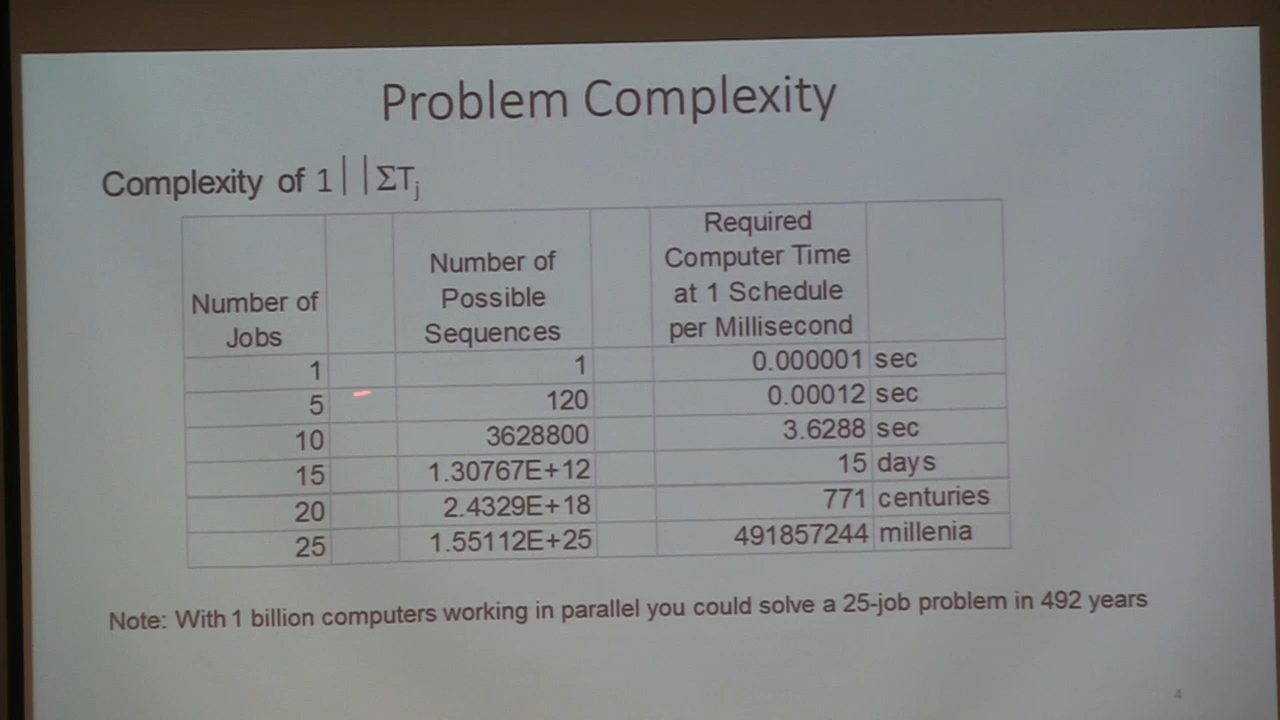 Problem Complexity
Complexity of 1||ΣTj
Number of Jobs
Number of Possible Sequences
Required Computer Time at 1 Schedule per Millisecond
1 1 0.000001 sec
5 120 0.00012 sec
10 3628800 3.6288 sec
15 1.30767E+12 15 days
20 2.4329E+18 771 centuries
25 1.55112E+25 491857244 millenia
Note: With 1 billion computers working in parallel you could solve a 25-job problem in 492 years
4